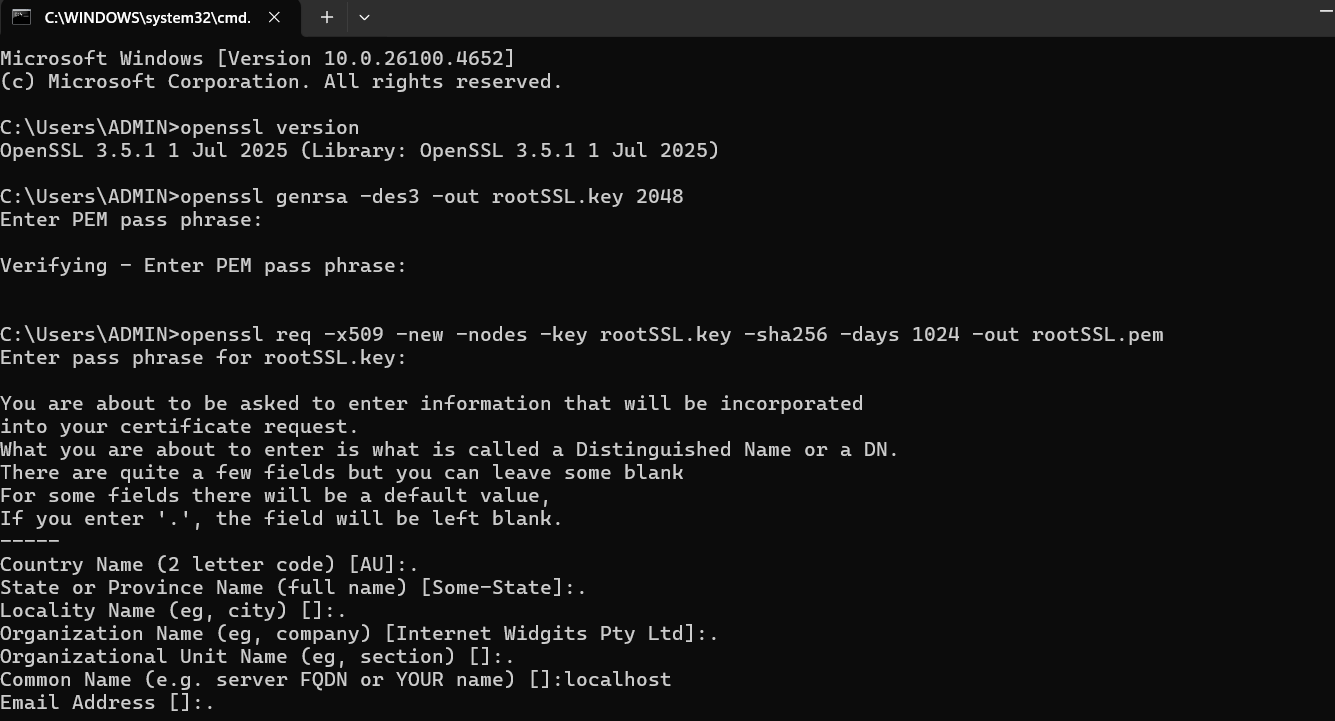 C:\WINDOWS\system32\cmd.
Microsoft Windows [Version 10.0.26100.4652]
(c) Microsoft Corporation. All rights reserved.
C:\Users\ADMIN>openssl version
OpenSSL 3.5.1 1 Jul 2025 (Library: OpenSSL 3.5.1 1 Jul 2025)
C:\Users\ADMIN>openssl genrsa -des3 -out rootSSL.key 2048
Enter PEM pass phrase:
Verifying - Enter PEM pass phrase:
C:\Users\ADMIN>openssl req -x509 -new -nodes -key rootSSL.key -sha256 -days 1024 -out rootSSL.pem
Enter pass phrase for rootSSL.key:
You are about to be asked to enter information that will be incorporated
into your certificate request.
What you are about to enter is what is called a Distinguished Name or a DN.
There are quite a few fields but you can leave some blank
For some fields there will be a default value,
If you enter '.', the field will be left blank.
-----
Country Name (2 letter code) [AU]:.
State or Province Name (full name) [Some-State]:.
Locality Name (eg, city) []:.
Organization Name (eg, company) [Internet Widgits Pty Ltd]:.
Organizational Unit Name (eg, section) []:.
Common Name (e.g. server FQDN or YOUR name) []:localhost
Email Address []:.